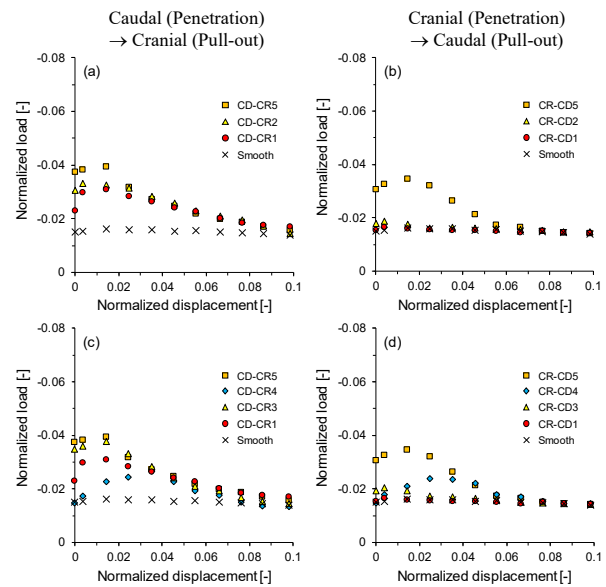 Caudal (Penetration)
→ Cranial (Pull-out)
Cranial (Penetration)
→ Caudal (Pull-out)
(a)
-0.08
-0.06
-0.04
-0.02
0
Normalized load [-]
CD-CR5
CD-CR2
CD-CR1
Smooth
0 0.02 0.04 0.06 0.08 0.1
Normalized displacement[-]
(b)
-0.08
-0.06
-0.04
-0.02
0
Normalized load [-]
CR-CD5
CR-CD2
CR-CD1
Smooth
0 0.02 0.04 0.06 0.08 0.1
Normalized displacement[-]
(c)
-0.08
-0.06
-0.04
-0.02
0
Normalized load [-]
CD-CR5
CD-CR4
CD-CR3
CD-CR1
Smooth
0 0.02 0.04 0.06 0.08 0.1
Normalized displacement[-]
(d)
-0.08
-0.06
-0.04
-0.02
0
Normalized load [-]
CR-CD5
CR-CD4
CR-CD3
CR-CD1
Smooth
0 0.02 0.04 0.06 0.08 0.1
Normalized displacement[-]